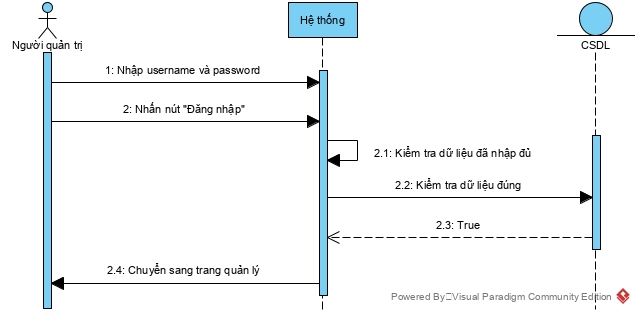 Hệ thống
Người quản trị
CSDL
1: Nhập username và password
2: Nhấn nút "Đăng nhập"
2.1: Kiểm tra dữ liệu đã nhập đủ
2.2: Kiểm tra dữ liệu đúng
2.3: True
2.4: Chuyển sang trang quản lý
Powered By□Visual Paradigm Community Edition